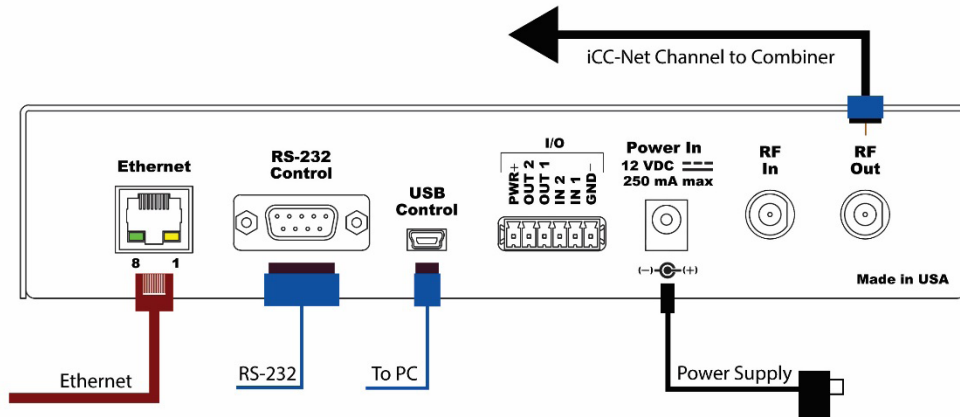 iCC-Net Channel to Combiner
Ethernet
8 1
RS-232
Control
USB
Control
I/O
PWR+
OUT 2
OUT 1
IN 2
IN 1
GND-
Power In
12 VDC
250 mA max
(-) (+)
RF
In
RF
Out
Made in USA
Ethernet
RS-232
To PC
Power Supply